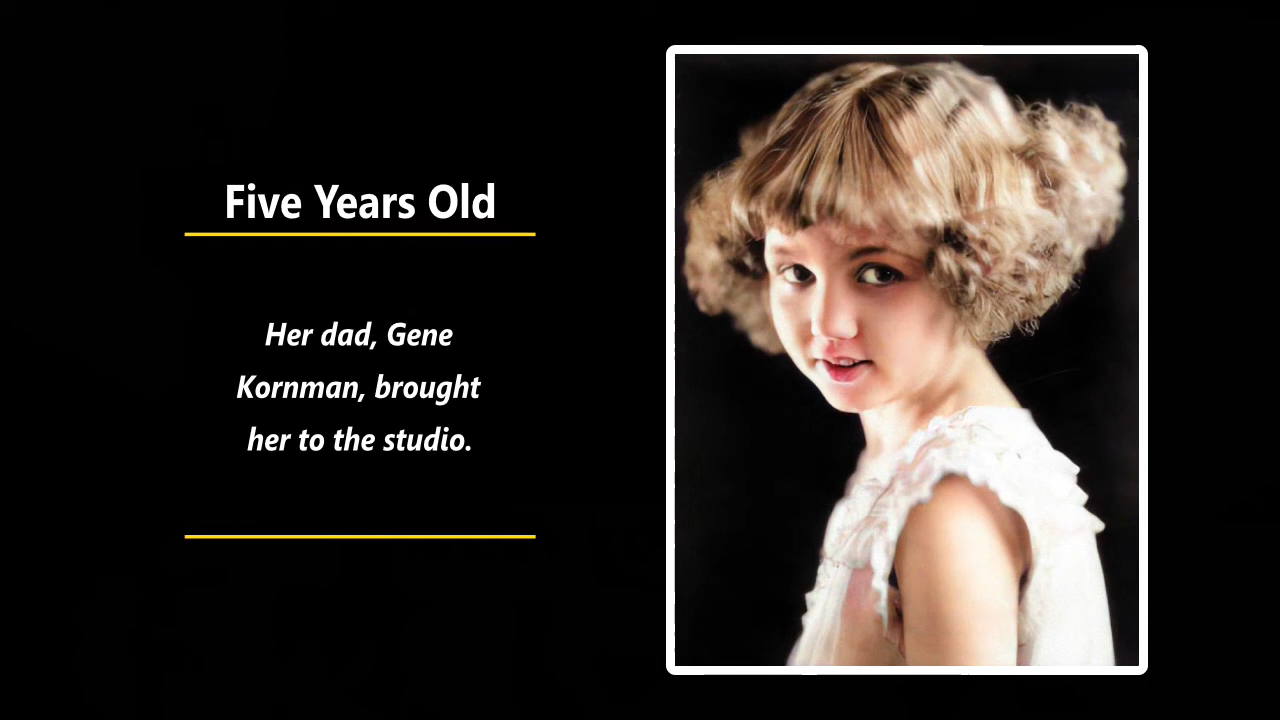 Five Years Old
Her dad, Gene
Kornman, brought
her to the studio.